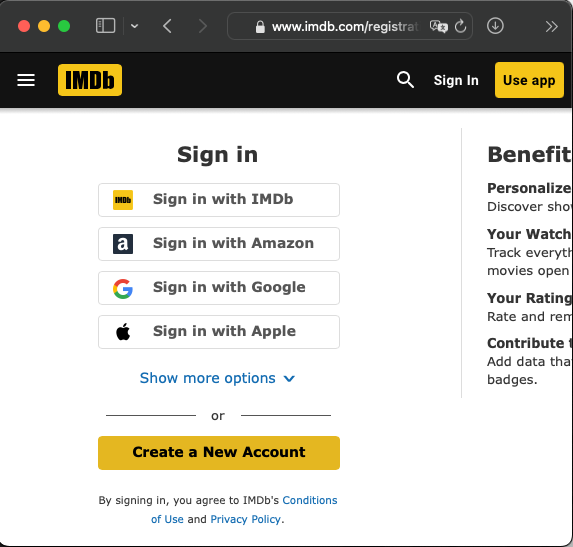 www.imdb.com/registrat
IMDb
Sign In
Use app
Sign in
IMDb Sign in with IMDb
a Sign in with Amazon
G Sign in with Google
Sign in with Apple
Show more options
or
Create a New Account
By signing in, you agree to IMDb's Conditions
of Use and Privacy Policy.
Benefit
Personalize
Discover sho
Your Watch
Track everyth
movies open
Your Rating
Rate and rem
Contribute t
Add data tha
badges.